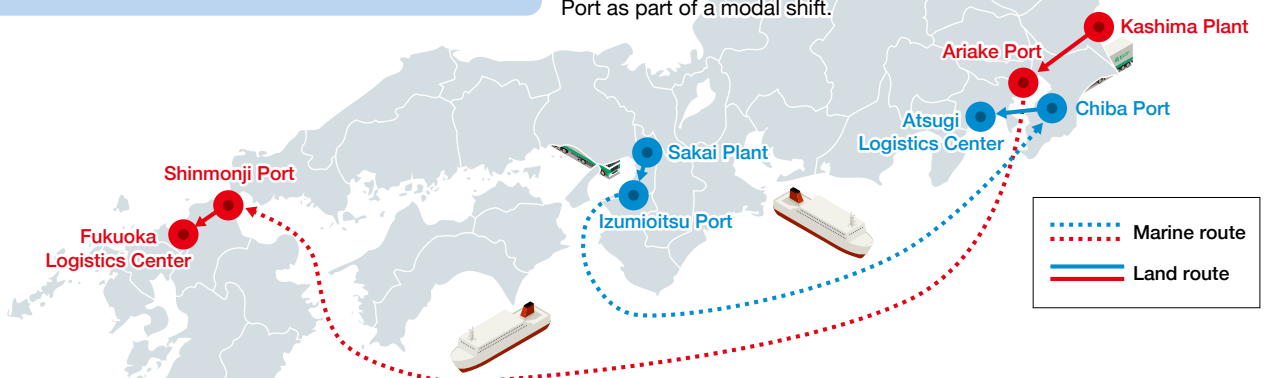 Port as part of a modal shift.
Kashima Plant
Ariake Port
Chiba Port
Atsugi
Logistics Center
Sakai Plant
Izumioitsu Port
Shinmonji Port
Fukuoka
Logistics Center
Marine route
Land route